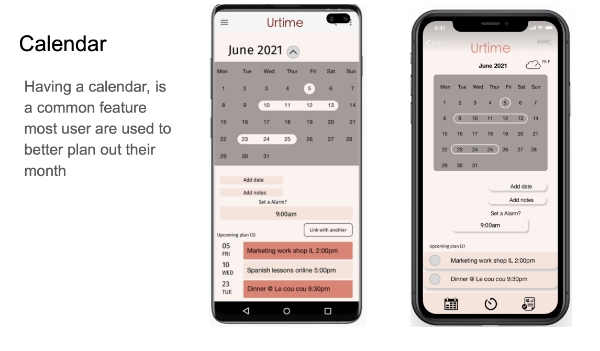 Calendar
Having a calendar, is
a common feature
most user are used to
better plan out their
month
Urtime
June 2021
Mon Tue Wed Thur Fri Sat Sun
1 2 3 4 5 6 7
8 9 10 11 12 13 14
15 16 17 18 19 20 21
22 23 24 25 26 27 28
29 30 31
Add date
Add notes
Set a Alarm?
9:00am
Link with another
Upcoming plan (3)
05
FRI
Marketing work shop IL 2:00pm
10
WED
Spanish lessons online 5:00pm
23
TUE
Dinner @ Le cou cou 9:30pm
9:41
Urtime
June 2021
75 F
Mon Tue Wed Thur Fri Sat Sun
1 2 3 4 5 6 7
8 9 10 11 12 13 14
15 16 17 18 19 20 21
22 23 24 25 26 27 28
29 30 31
Add date
Add notes
Set a Alarm?
9:00am
Upcoming plan (3)
Marketing work shop IL 2:00pm
Dinner @ Le cou cou 9:30pm